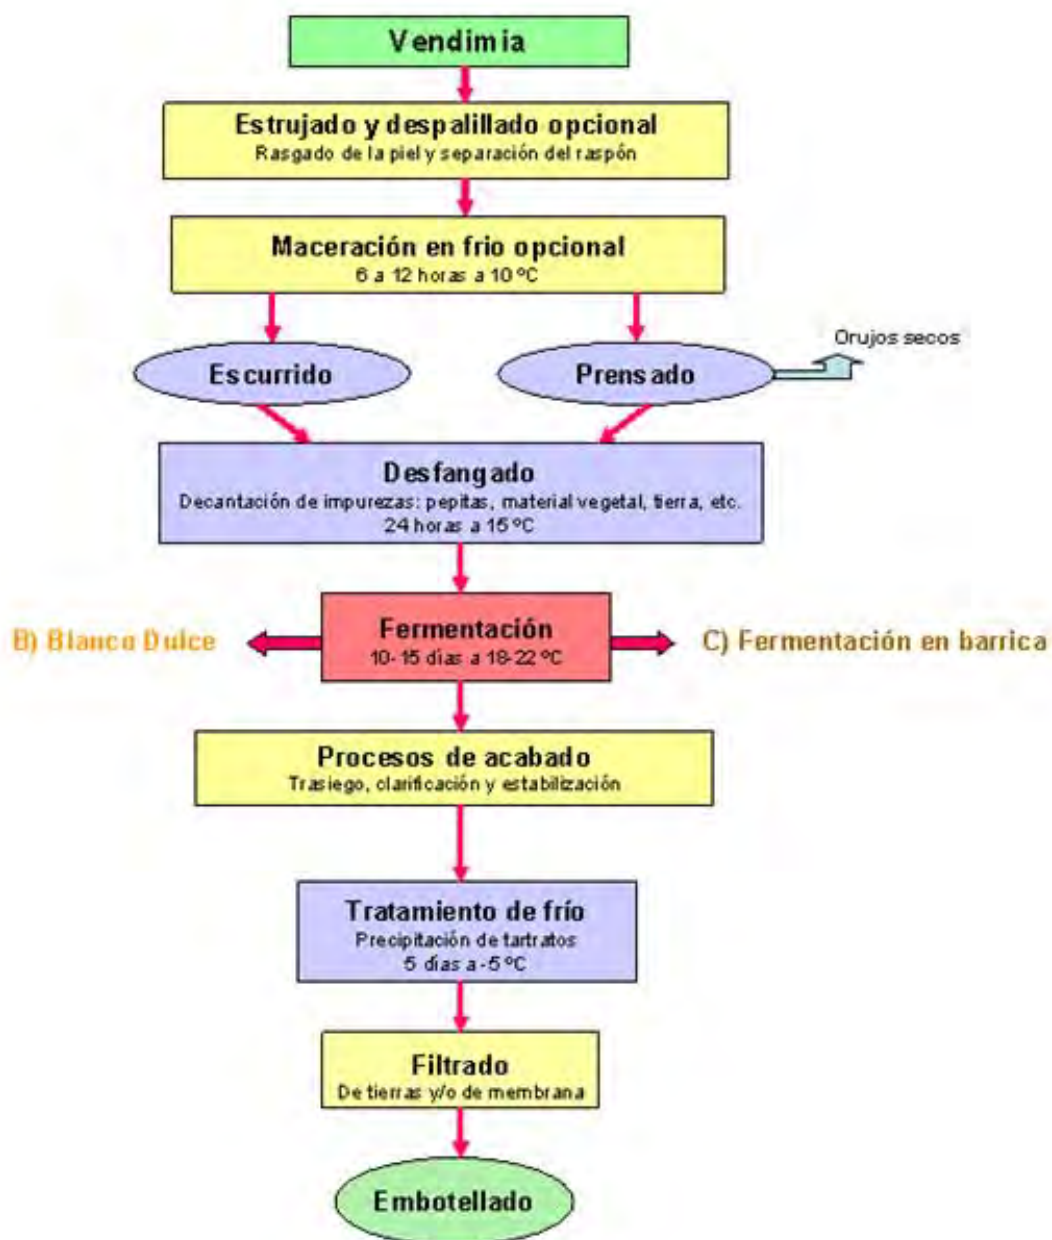 Vendimia
Estrujado y despalillado opcional
Rasgado de la piel y separación del raspón
Maceración en frio opcional
6 a 12 horas a 10 ºC
Orujos secos
Escurrido
Prensado
Desfangado
Decantación de impurezas: pepitas, material vegetal, tierra, etc.
24 horas a 15 ºC
B) Blanco Dulce
Fermentación
10-15 días a 18-22 ºC
C) Fermentación en barrica
Procesos de acabado
Trasiego, clarificación y estabilización
Tratamiento de frío
Precipitación de tartratos
5 días a -5 ºC
Filtrado
De tierras y/o de membrana
Embotellado